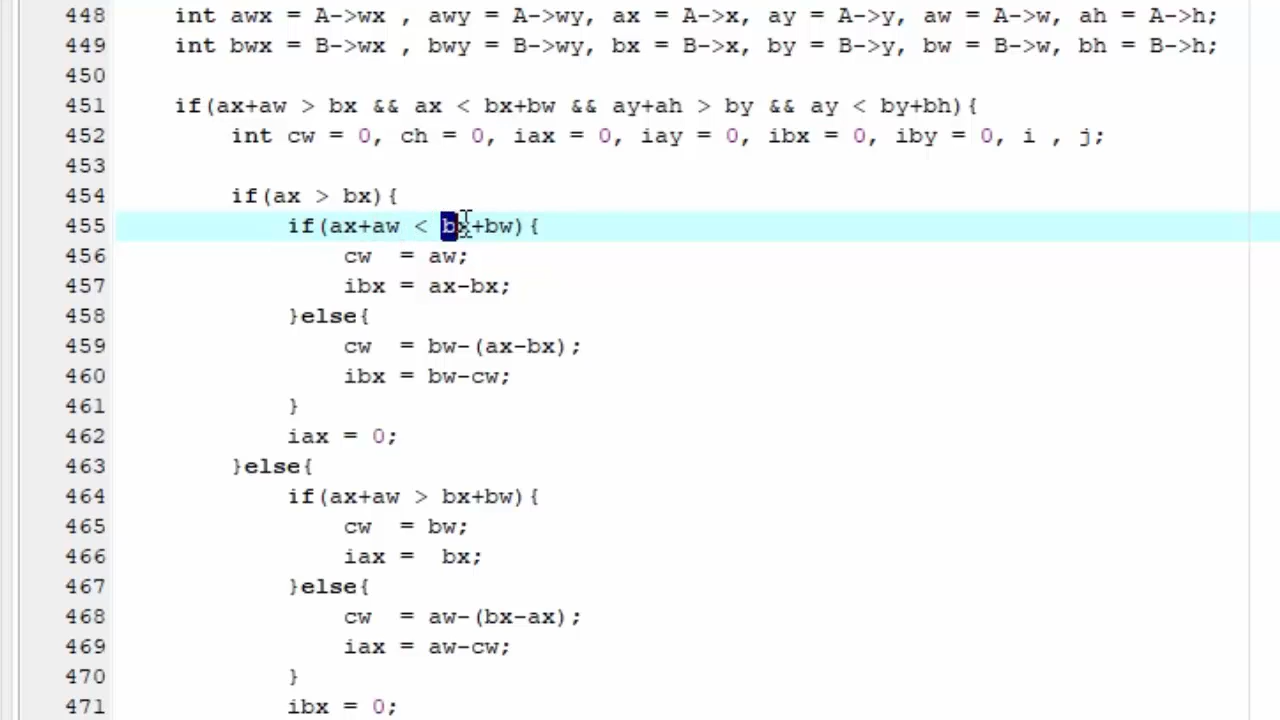 448 int awx = A->wx , awy = A->wy, ax = A->x, ay = A->y, aw = A->w, ah = A->h;
449 int bwx = B->wx , bwy = B->wy, bx = B->x, by = B->y, bw = B->w, bh = B->h;
450
451 if(ax+aw > bx && ax < bx+bw && ay+ah > by && ay < by+bh){
452 int cw = 0, ch = 0, iax = 0, iay = 0, ibx = 0, iby = 0, i , j;
453
454 if(ax > bx){
455 if(ax+aw < bx+bw){
456 cw  = aw;
457 ibx = ax-bx;
458 }else{
459 cw  = bw-(ax-bx);
460 ibx = bw-cw;
461 }
462 iax = 0;
463 }else{
464 if(ax+aw > bx+bw){
465 cw  = bw;
466 iax =  bx;
467 }else{
468 cw  = aw-(bx-ax);
469 iax = aw-cw;
470 }
471 ibx = 0;